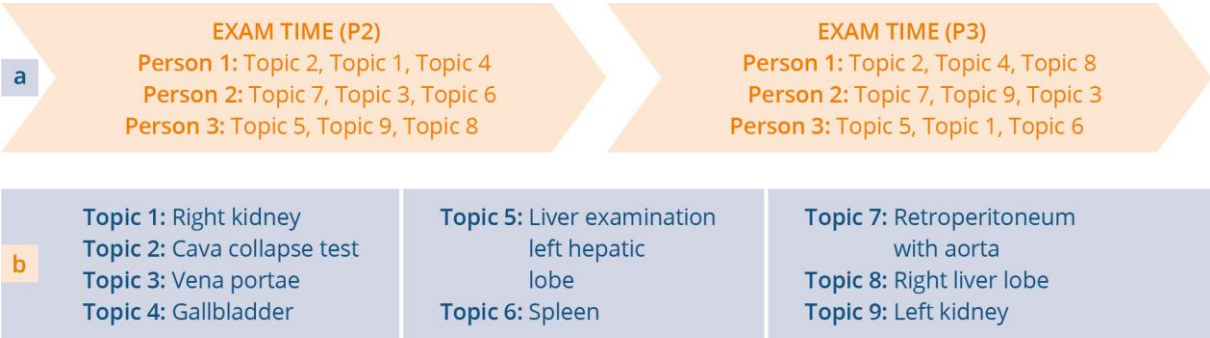 a
EXAM TIME (P2)
Person 1: Topic 2, Topic 1, Topic 4
Person 2: Topic 7, Topic 3, Topic 6
Person 3: Topic 5, Topic 9, Topic 8
EXAM TIME (P3)
Person 1: Topic 2, Topic 4, Topic 8
Person 2: Topic 7, Topic 9, Topic 3
Person 3: Topic 5, Topic 1, Topic 6
b
Topic 1: Right kidney
Topic 2: Cava collapse test
Topic 3: Vena portae
Topic 4: Gallbladder
Topic 5: Liver examination
left hepatic
lobe
Topic 6: Spleen
Topic 7: Retroperitoneum
with aorta
Topic 8: Right liver lobe
Topic 9: Left kidney